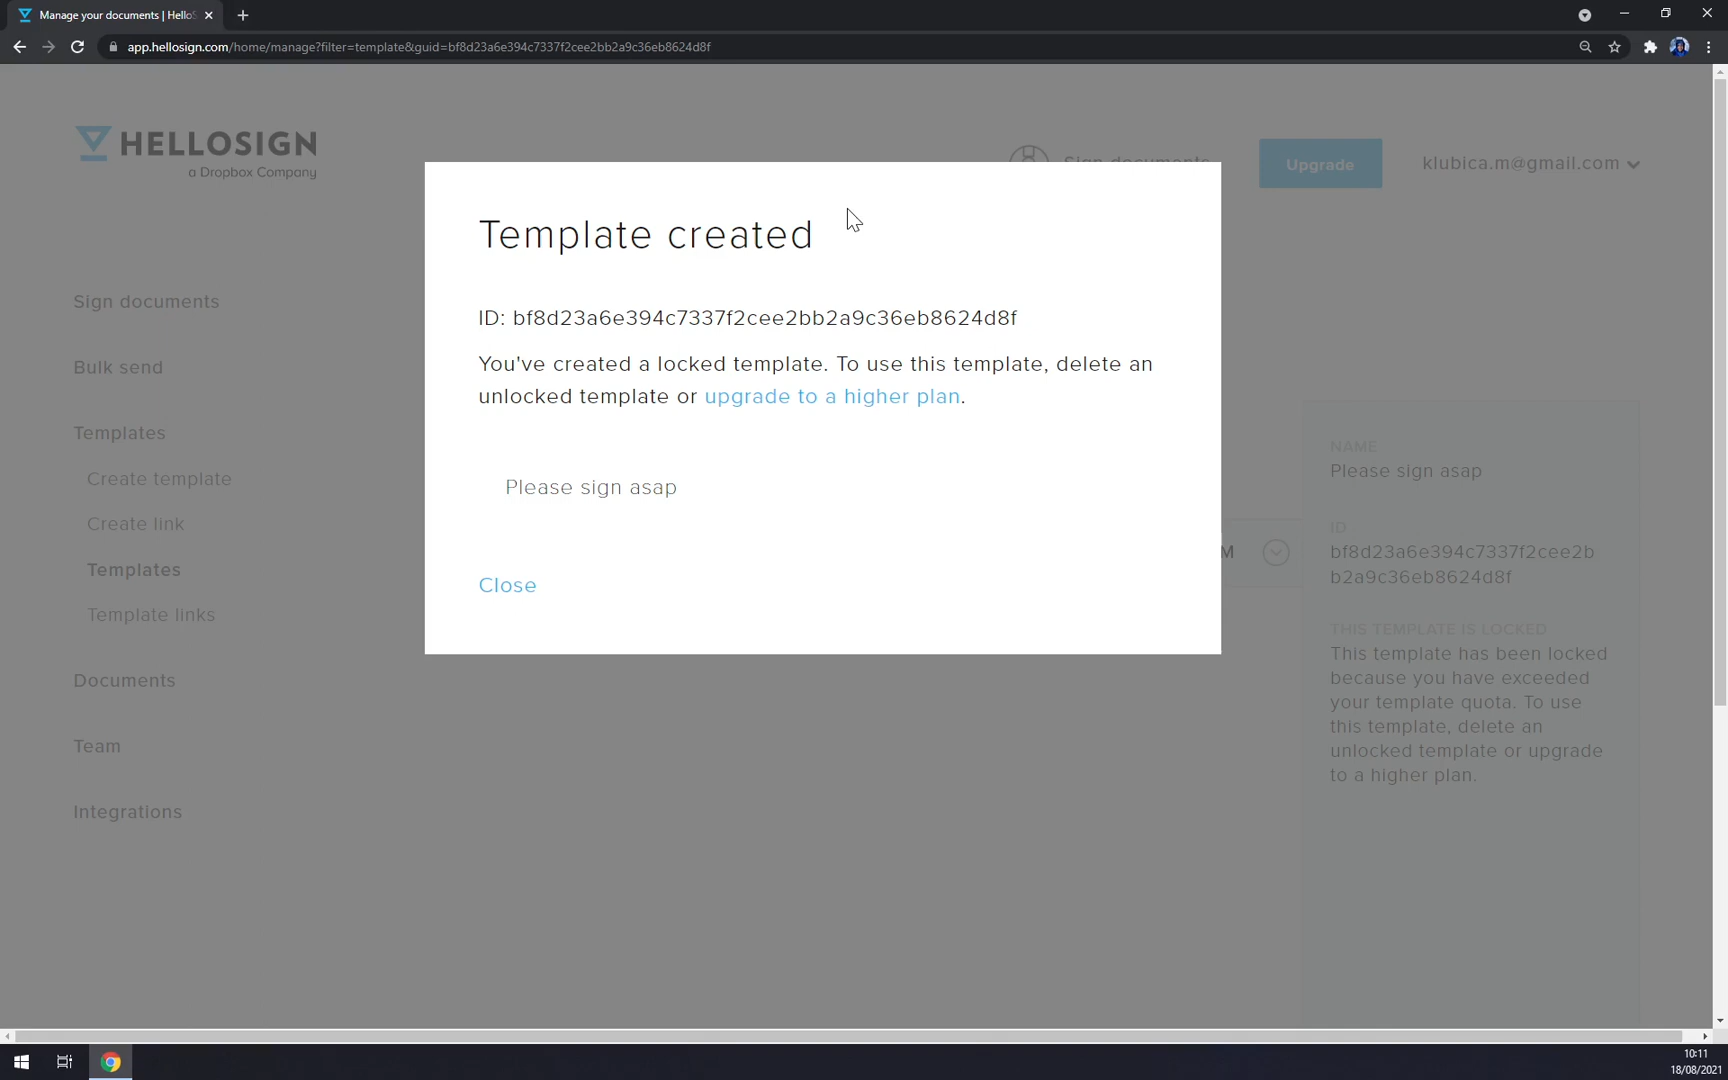 Manage your documents | Hello
app.hellosign.com/home/manage?filter=template&guid=bf8d23a6e394c7337f2cee2bb2a9c36eb8624d8f
HELLOSIGN
a Dropbox Company
Sign documents
Upgrade
klubica.m@gmail.com
Sign documents
Bulk send
Templates
Create template
Create link
Templates
Template links
Documents
Team
Integrations
Template created
ID: bf8d23a6e394c7337f2cee2bb2a9c36eb8624d8f
You've created a locked template. To use this template, delete an
unlocked template or upgrade to a higher plan.
Please sign asap
Close
M
NAME
Please sign asap
ID
bf8d23a6e394c7337f2cee2b
b2a9c36eb8624d8f
THIS TEMPLATE IS LOCKED
This template has been locked
because you have exceeded
your template quota. To use
this template, delete an
unlocked template or upgrade
to a higher plan.
10:11
18/08/2021